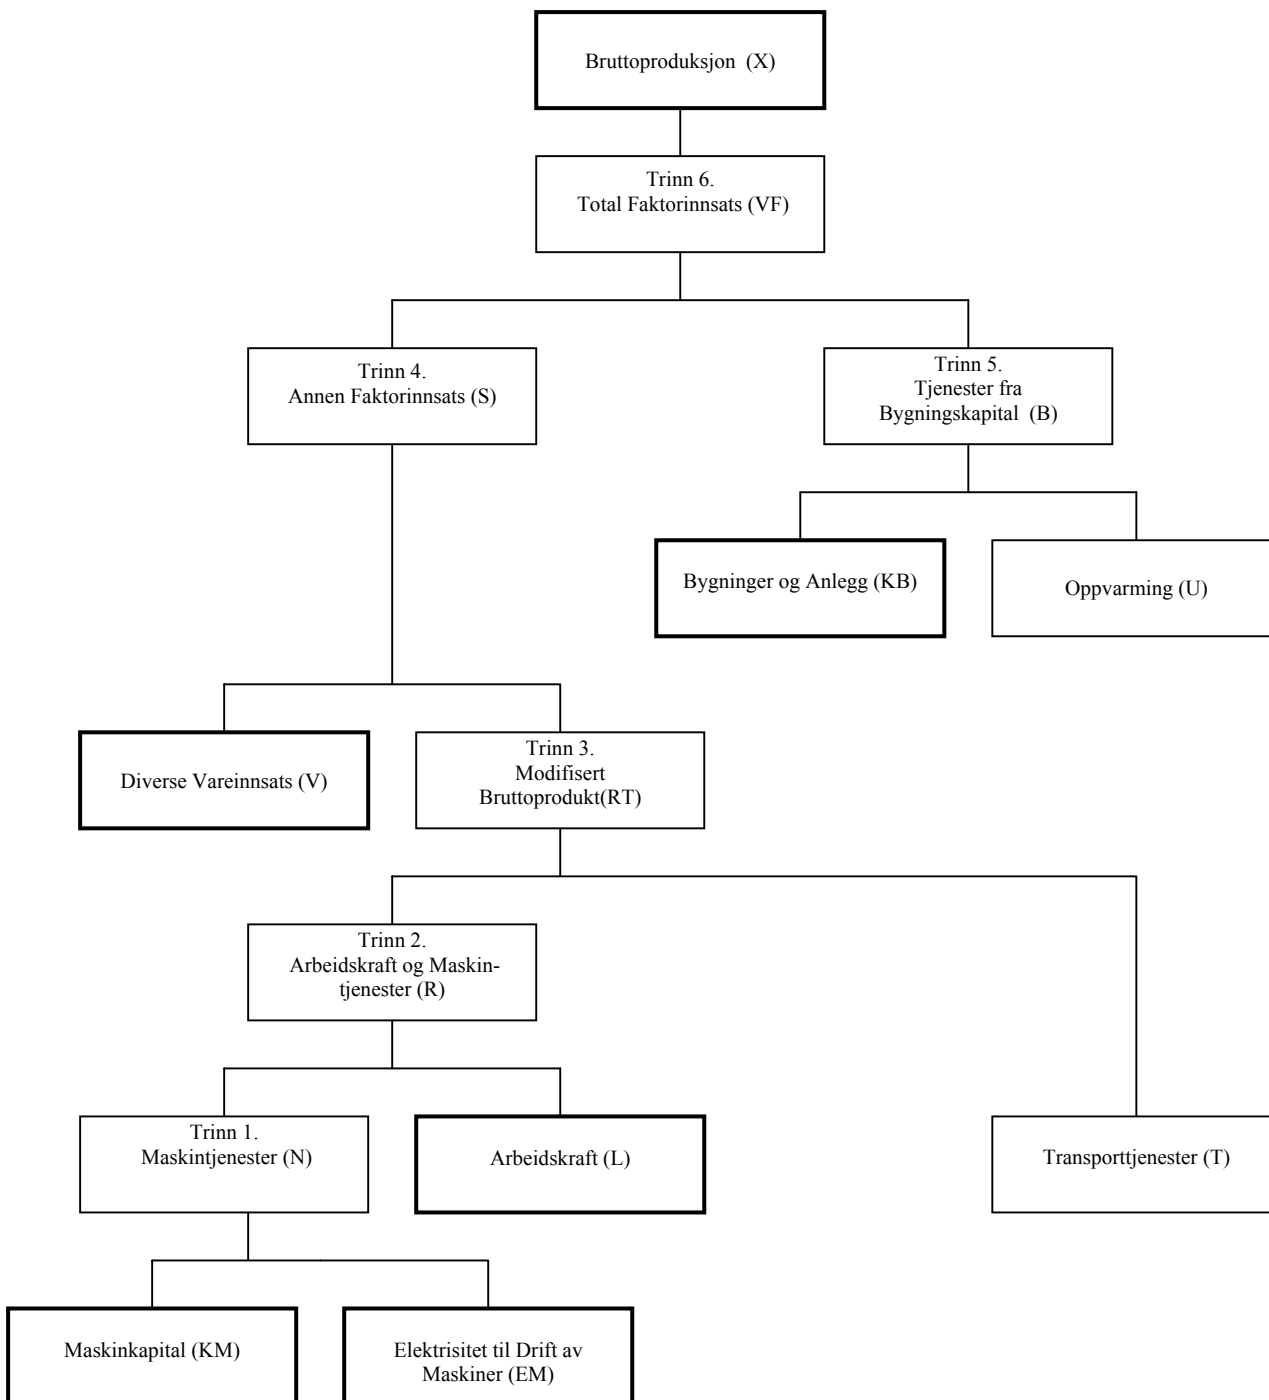 Bruttoproduksjon  (X)
Trinn 6.
Total Faktorinnsats (VF)
Trinn 4.
Annen Faktorinnsats (S)
Trinn 5.
Tjenester fra
Bygningskapital  (B)
Bygninger og Anlegg (KB)
Oppvarming (U)
Diverse Vareinnsats (V)
Trinn 3.
Modifisert
Bruttoprodukt(RT)
Trinn 2.
Arbeidskraft og Maskin-
tjenester (R)
Trinn 1.
Maskintjenester (N)
Arbeidskraft (L)
Transporttjenester (T)
Maskinkapital (KM)
Elektrisitet til Drift av
Maskiner (EM)